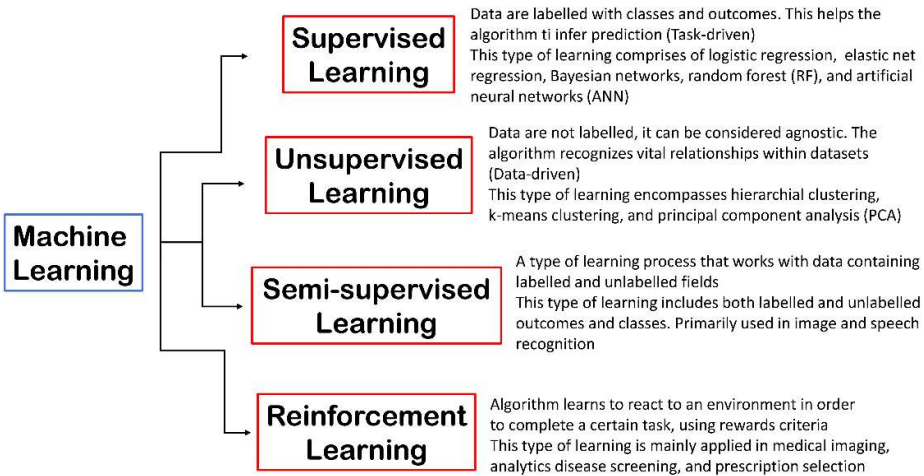 Machine
Learning
Supervised
Learning
Data are labelled with classes and outcomes. This helps the
algorithm ti infer prediction (Task-driven)
This type of learning comprises of logistic regression, elastic net
regression, Bayesian networks, random forest (RF), and artificial
neural networks (ANN)
Unsupervised
Learning
Data are not labelled, it can be considered agnostic. The
algorithm recognizes vital relationships within datasets
(Data-driven)
This type of learning encompasses hierarchial clustering,
k-means clustering, and principal component analysis (PCA)
Semi-supervised
Learning
A type of learning process that works with data containing
labelled and unlabelled fields
This type of learning includes both labelled and unlabelled
outcomes and classes. Primarily used in image and speech
recognition
Reinforcement
Learning
Algorithm learns to react to an environment in order
to complete a certain task, using rewards criteria
This type of learning is mainly applied in medical imaging,
analytics disease screening, and prescription selection